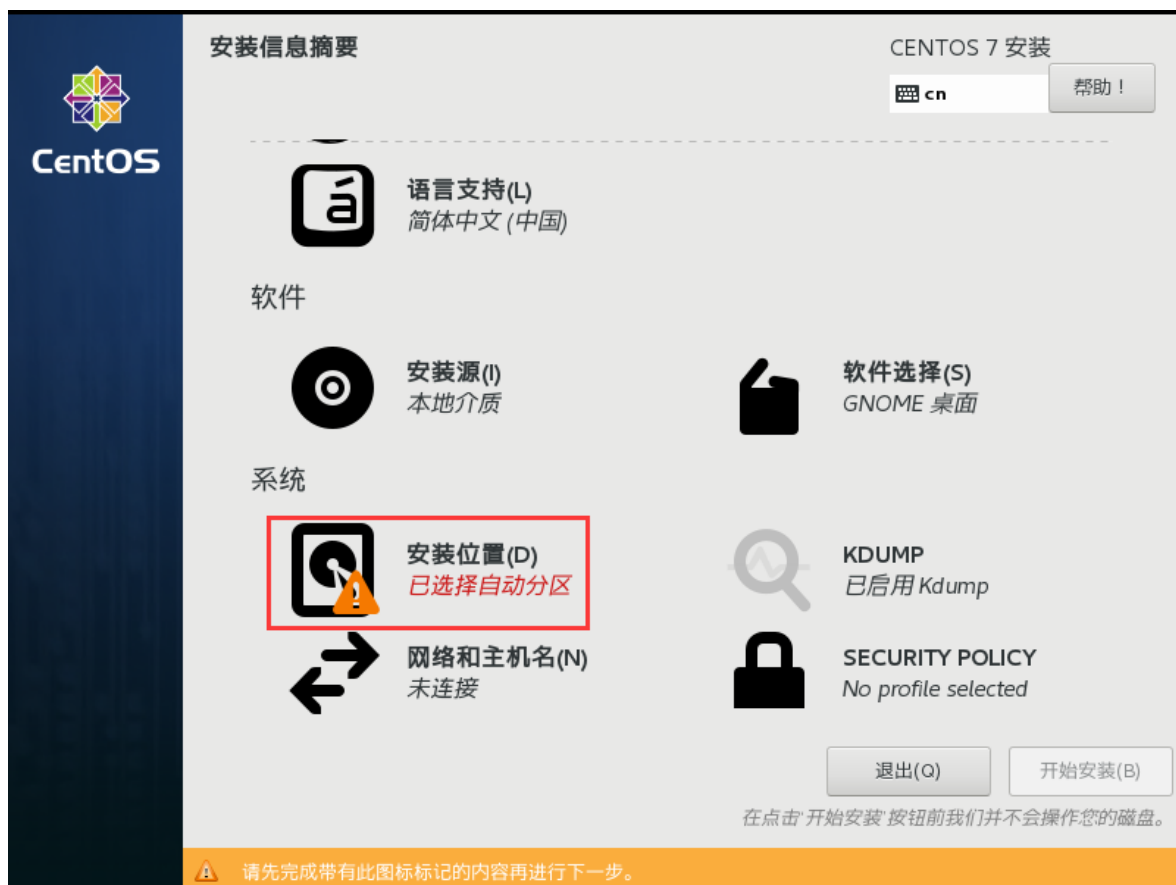 安装信息摘要
CENTOS 7 安装
cn
帮助！
CentOS
á
语言支持(L)
简体中文 (中国)
软件
安装源(I)
本地介质
软件选择(S)
GNOME 桌面
系统
安装位置(D)
已选择自动分区
KDUMP
已启用 Kdump
网络和主机名(N)
未连接
SECURITY POLICY
No profile selected
退出(Q)
开始安装(B)
在点击'开始安装'按钮前我们并不会操作您的磁盘。
请先完成带有此图标标记的内容再进行下一步。